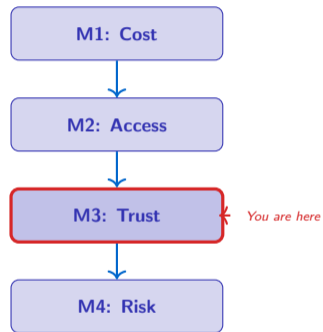 M1: Cost
M2: Access
M3: Trust
You are here
M4: Risk